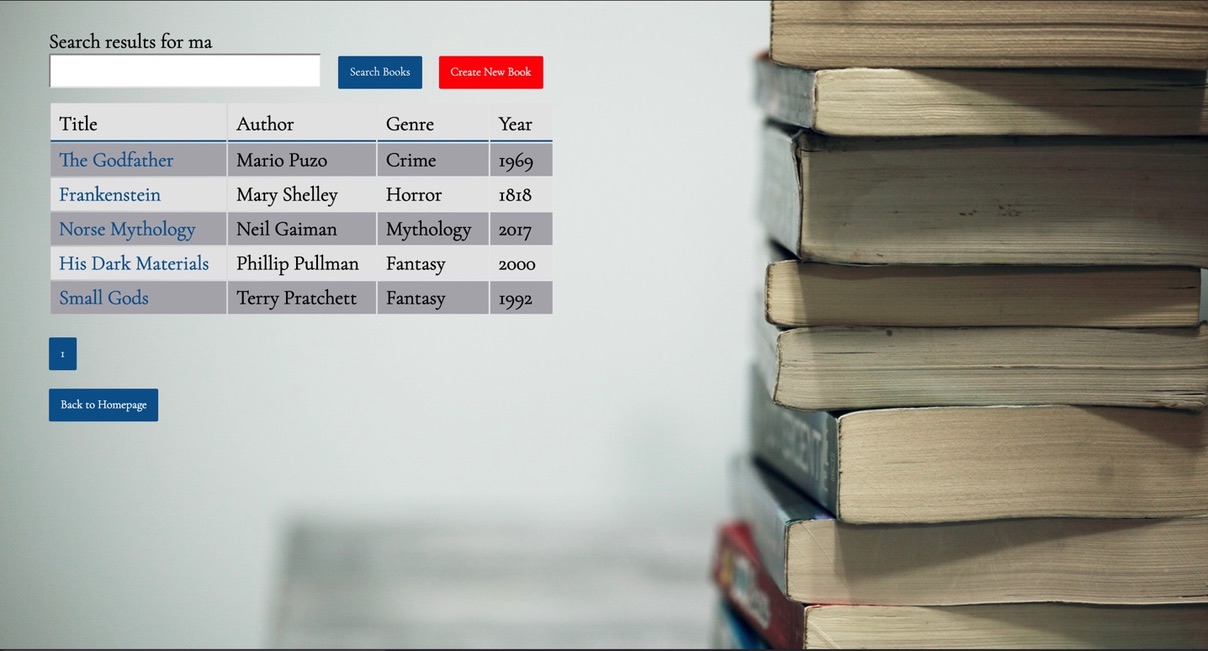 Search results for ma
Search Books
Create New Book
Title Author Genre Year
The Godfather Mario Puzo Crime 1969
Frankenstein Mary Shelley Horror 1818
Norse Mythology Neil Gaiman Mythology 2017
His Dark Materials Phillip Pullman Fantasy 2000
Small Gods Terry Pratchett Fantasy 1992
1
Back to Homepage